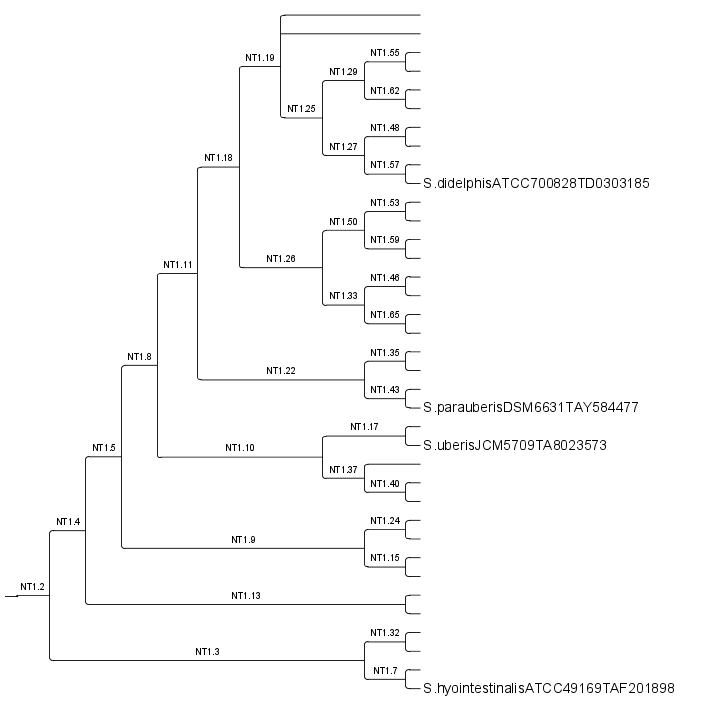 NT1.55
NT1.19
NT1.29
NT1.62
NT1.25
NT1.48
NT1.27
NT1.18
NT1.57
S.didelphisATCC700828TD0303185
NT1.53
NT1.50
NT1.59
NT1.26
NT1.11
NT1.46
NT1.33
NT1.65
NT1.35
NT1.8
NT1.22
NT1.43
S.parauberisDSM6631TAY584477
NT1.17
S.uberisJCM5709TA8023573
NT1.5
NT1.10
NT1.37
NT1.40
NT1.4
NT1.24
NT1.9
NT1.15
NT1.2
NT1.13
NT1.32
NT1.3
NT1.7
S.hyointestinalisATCC49169TAF201898